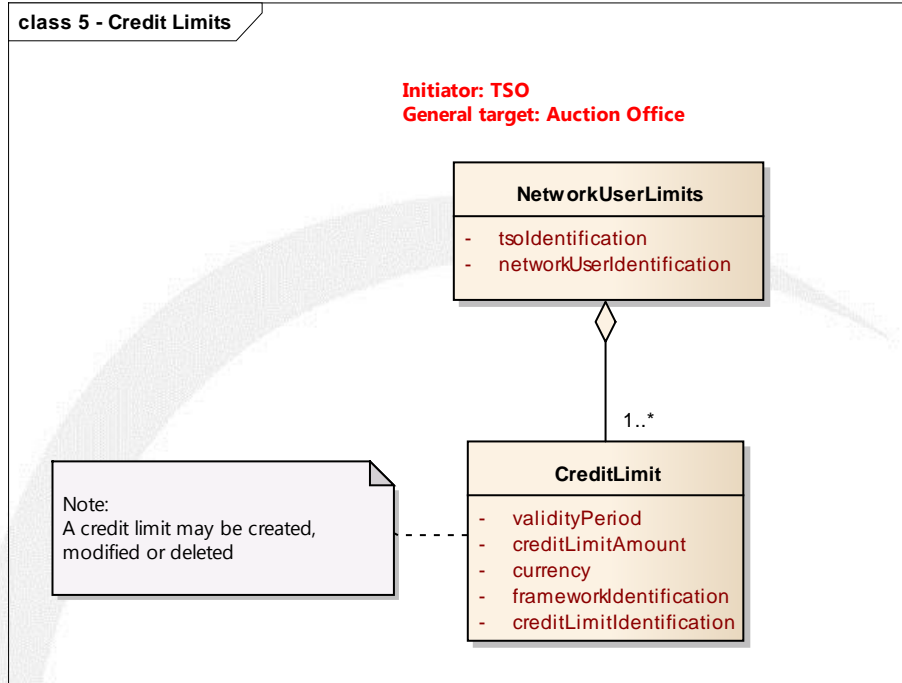 class 5 - Credit Limits
Initiator: TSO
General target: Auction Office
NetworkUserLimits
- tsoIdentification
- networkUserIdentification
1..*
CreditLimit
- validityPeriod
- creditLimitAmount
- currency
- frameworkIdentification
- creditLimitIdentification
Note:
A credit limit may be created,
modified or deleted